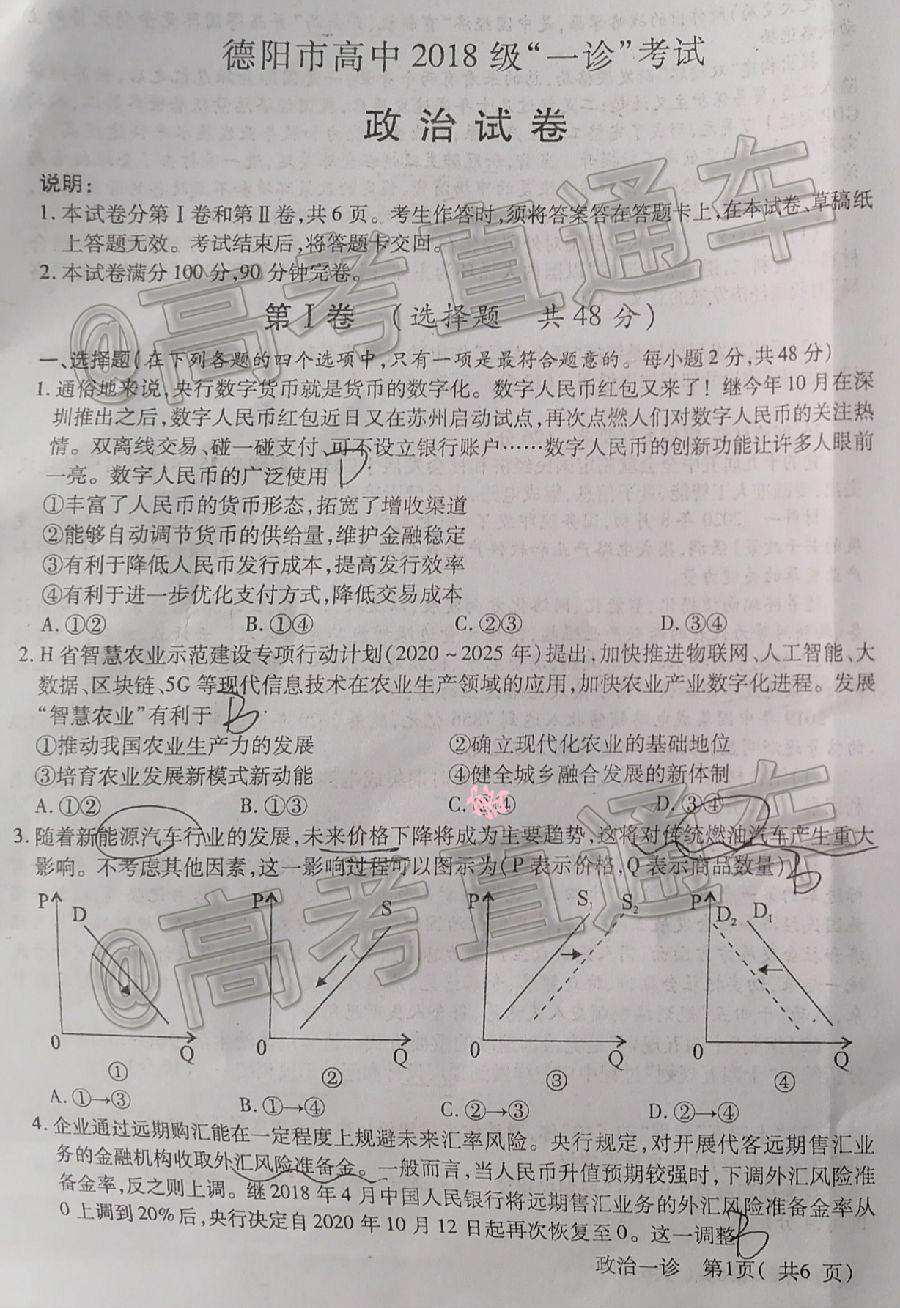 德阳市高中2018级“一诊”考试
政治试卷
说明：
1.本试卷分第Ⅰ卷和第Ⅱ卷,共6页。考生作答时,须将答案答在答题卡上,在本试卷、草稿纸
上答题无效。考试结束后,将答题卡交回。
2.本试卷满分100分,90分钟完卷。
第Ⅰ卷 (选择题 共48分)
一、选择题(在下列各题的四个选项中,只有一项是最符合题意的。每小题2分,共48分)
1.通俗地来说,央行数字货币就是货币的数字化。数字人民币红包又来了！继今年10月在深
圳推出之后,数字人民币红包近日又在苏州启动试点,再次点燃人们对数字人民币的关注热
情。双离线交易、碰一碰支付、可不设立银行账户……数字人民币的创新功能让许多人眼前
一亮。数字人民币的广泛使用 D
①丰富了人民币的货币形态,拓宽了增收渠道
②能够自动调节货币的供给量,维护金融稳定
③有利于降低人民币发行成本,提高发行效率
④有利于进一步优化支付方式,降低交易成本
A.①② B.①④ C.②③ D.③④
2.H省智慧农业示范建设专项行动计划(2020～2025年)提出,加快推进物联网、人工智能、大
数据、区块链、5G等现代信息技术在农业生产领域的应用,加快农业产业数字化进程。发展
“智慧农业”有利于 B
①推动我国农业生产力的发展 ②确立现代化农业的基础地位
③培育农业发展新模式新动能 ④健全城乡融合发展的新体制
A.①② B.①③ C.②④ D.③④
3.随着新能源汽车行业的发展,未来价格下降将成为主要趋势,这将对传统燃油汽车产生重大
影响。不考虑其他因素,这一影响过程可以图示为(P表示价格,Q表示商品数量) B
P D 0 Q ①
P S 0 Q ②
P S₁ S₂ 0 Q ③
P D₂ D₁ 0 Q ④
A.①→③ B.①→④ C.②→③ D.②→④
4.企业通过远期购汇能在一定程度上规避未来汇率风险。央行规定,对开展代客远期售汇业
务的金融机构收取外汇风险准备金。一般而言,当人民币升值预期较强时,下调外汇风险准
备金率,反之则上调。继2018年4月中国人民银行将远期售汇业务的外汇风险准备金率从
0上调到20%后,央行决定自2020年10月12日起再次恢复至0。这一调整 B
政治一诊 第1页(共6页)
@高考直通车
@高考直通车